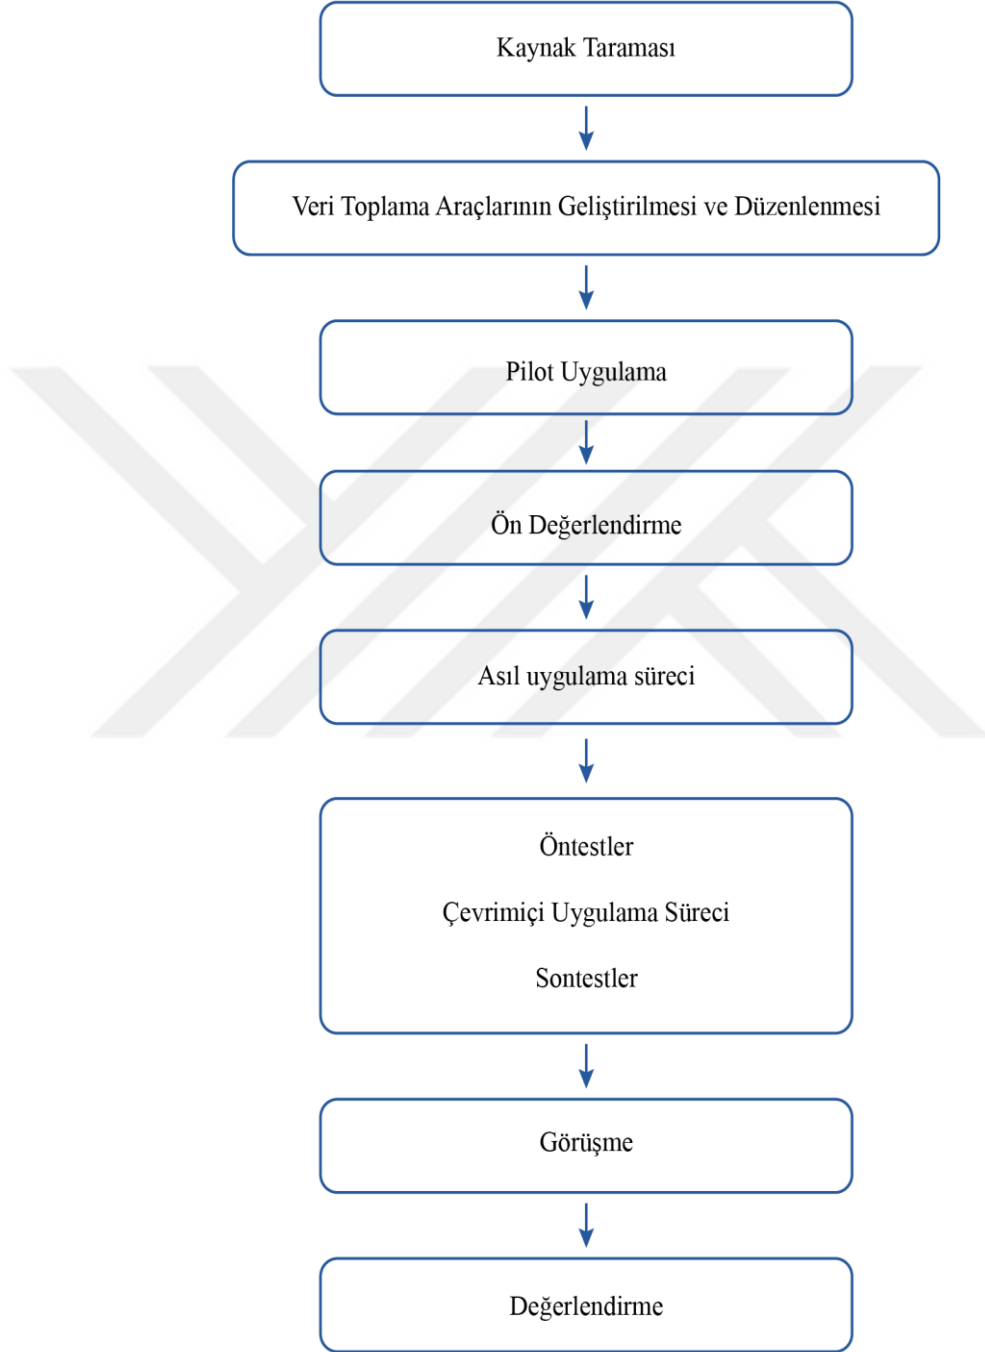 Kaynak Taraması
Veri Toplama Araçlarının Geliştirilmesi ve Düzenlenmesi
Pilot Uygulama
Ön Değerlendirme
Asıl uygulama süreci
Öntestler
Çevrimiçi Uygulama Süreci
Sontestler
Görüşme
Değerlendirme